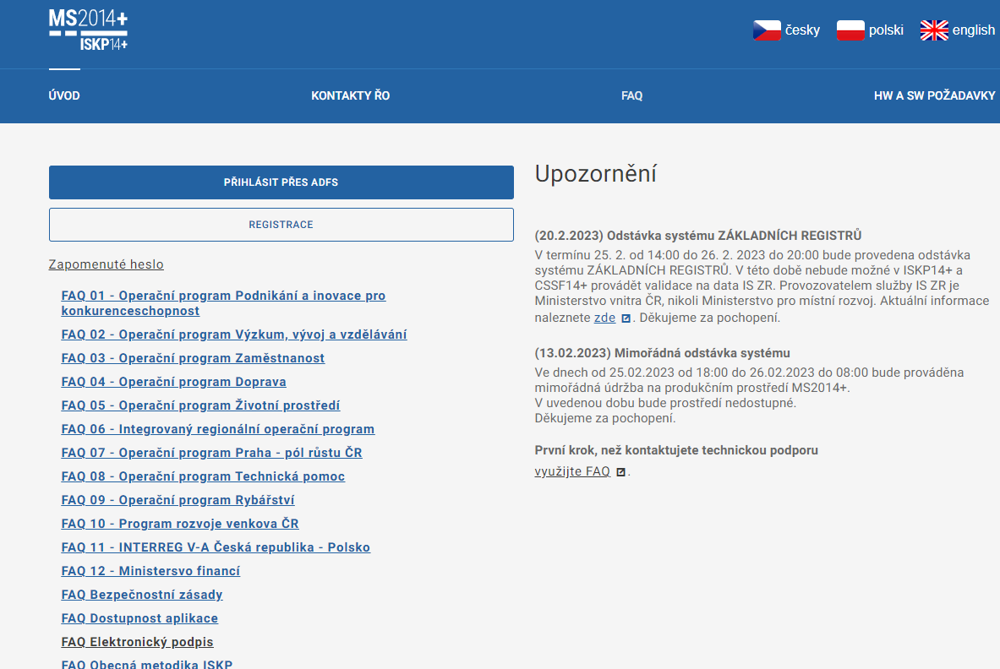 MS2014+
ISKP14+
česky
polski
english
ÚVOD
KONTAKTY ŘO
FAQ
HW A SW POŽADAVKY
PŘIHLÁSIT PŘES ADFS
REGISTRACE
Zapomenuté heslo
FAQ 01 - Operační program Podnikání a inovace pro
konkurenceschopnost
FAQ 02 - Operační program Výzkum, vývoj a vzdělávání
FAQ 03 - Operační program Zaměstnanost
FAQ 04 - Operační program Doprava
FAQ 05 - Operační program Životní prostředí
FAQ 06 - Integrovaný regionální operační program
FAQ 07 - Operační program Praha - pól růstu ČR
FAQ 08 - Operační program Technická pomoc
FAQ 09 - Operační program Rybářství
FAQ 10 - Program rozvoje venkova ČR
FAQ 11 - INTERREG V-A Česká republika - Polsko
FAQ 12 - Ministersvo financí
FAQ Bezpečnostní zásady
FAQ Dostupnost aplikace
FAQ Elektronický podpis
FAQ Obecná metodika ISKP
Upozornění
(20.2.2023) Odstávka systému ZÁKLADNÍCH REGISTRŮ
V termínu 25. 2. od 14:00 do 26. 2. 2023 do 20:00 bude provedena odstávka
systému ZÁKLADNÍCH REGISTRŮ. V této době nebude možné v ISKP14+ a
CSSF14+ provádět validace na data IS ZR. Provozovatelem služby IS ZR je
Ministerstvo vnitra ČR, nikoli Ministerstvo pro místní rozvoj. Aktuální informace
naleznete zde . Děkujeme za pochopení.
(13.02.2023) Mimořádná odstávka systému
Ve dnech od 25.02.2023 od 18:00 do 26.02.2023 do 08:00 bude prováděna
mimořádná údržba na produkčním prostředí MS2014+.
V uvedenou dobu bude prostředí nedostupné.
Děkujeme za pochopení.
První krok, než kontaktujete technickou podporu
využijte FAQ .